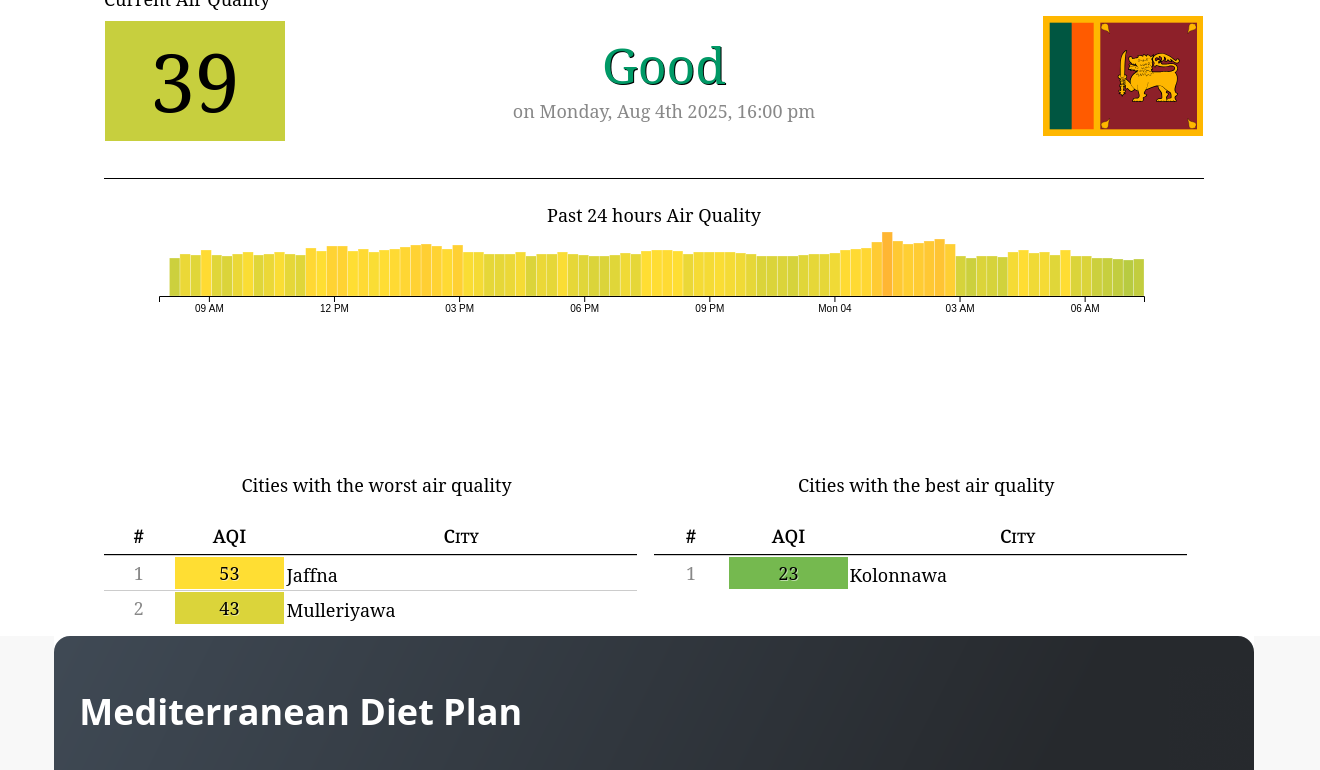 Current Air Quality
39
Good
on Monday, Aug 4th 2025, 16:00 pm
Past 24 hours Air Quality
09 AM 12 PM 03 PM 06 PM 09 PM Mon 04 03 AM 06 AM
Cities with the worst air quality
# AQI City
1 53 Jaffna
2 43 Mulleriyawa
Cities with the best air quality
# AQI City
1 23 Kolonnawa
Mediterranean Diet Plan